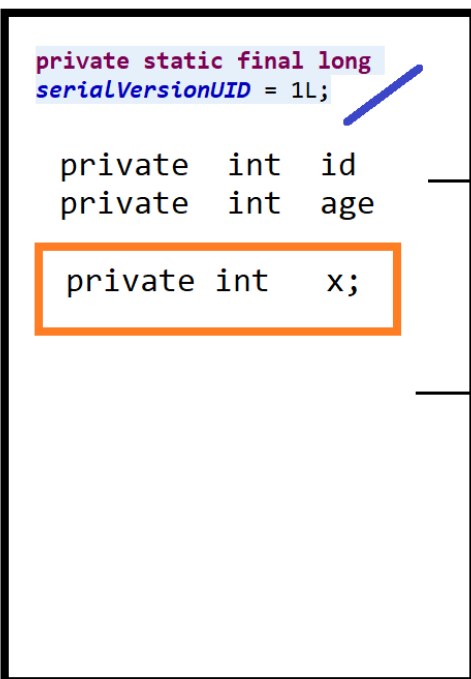 private static final long
serialVersionUID = 1L;
private int id
private int age
private int x;